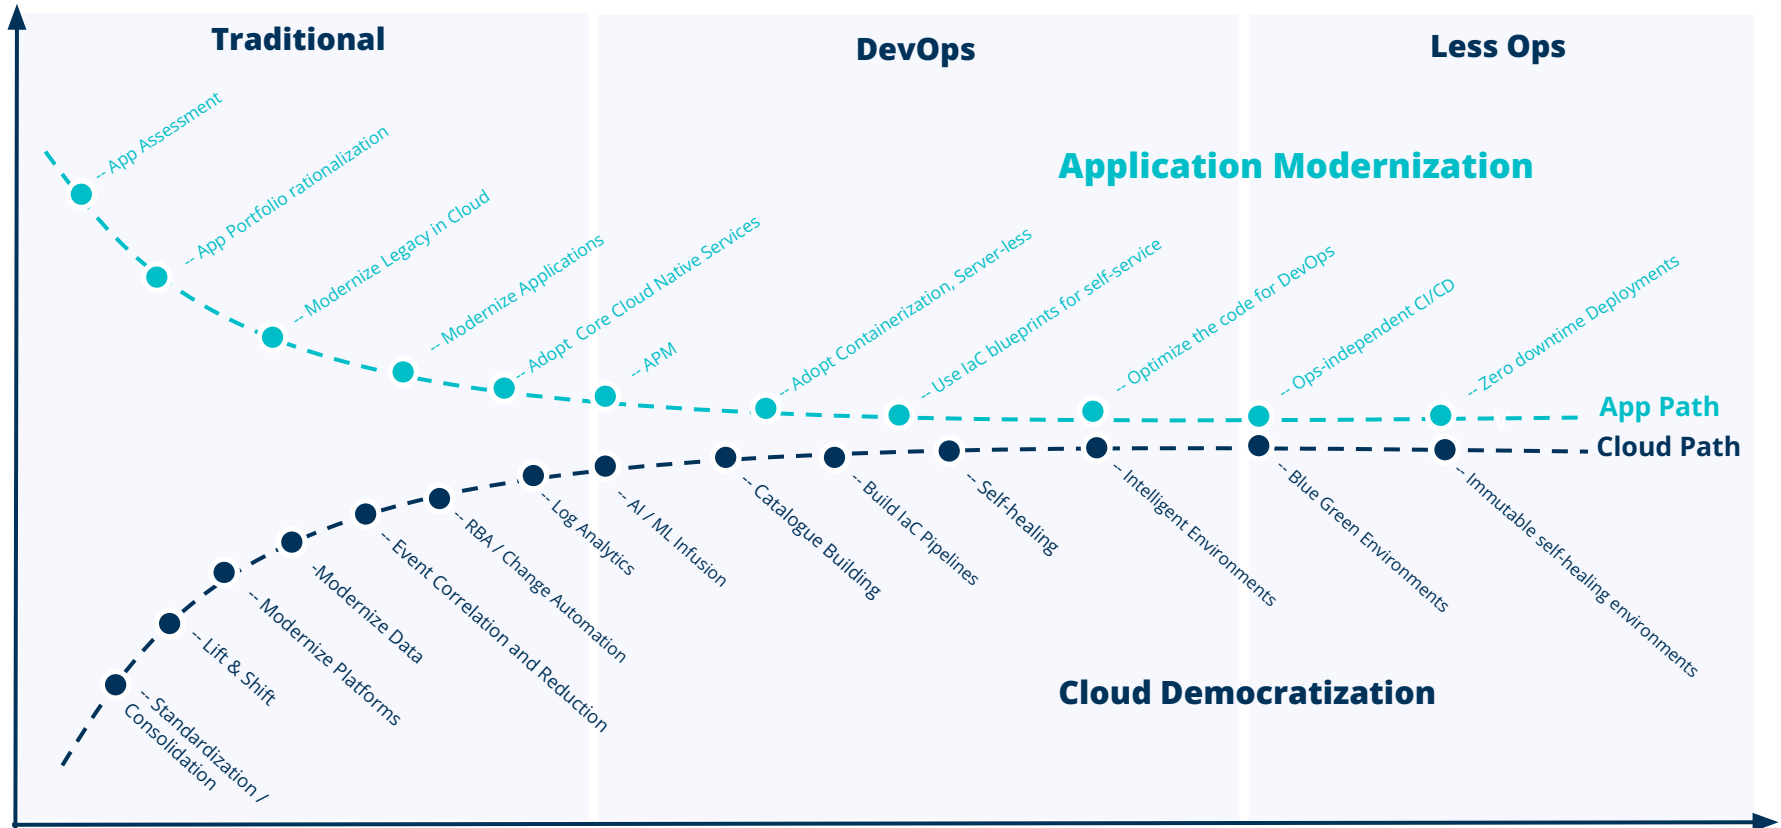 Traditional
DevOps
Less Ops
Application Modernization
-- App Assessment
-- App Portfolio rationalization
-- Modernize Legacy in Cloud
-- Modernize Applications
-- Adopt Core Cloud Native Services
-- APM
-- Adopt Containerization, Server-less
-- Use IaC blueprints for self-service
-- Optimize the code for DevOps
-- Ops-independent CI/CD
-- Zero downtime Deployments
App Path
Cloud Path
-- Standardization /
Consolidation
-- Lift & Shift
-- Modernize Platforms
-Modernize Data
-- Event Correlation and Reduction
-- RBA / Change Automation
-- Log Analytics
-- AI / ML Infusion
-- Catalogue Building
-- Build IaC Pipelines
-- Self-healing
-- Intelligent Environments
-- Blue Green Environments
-- Immutable self-healing environments
Cloud Democratization